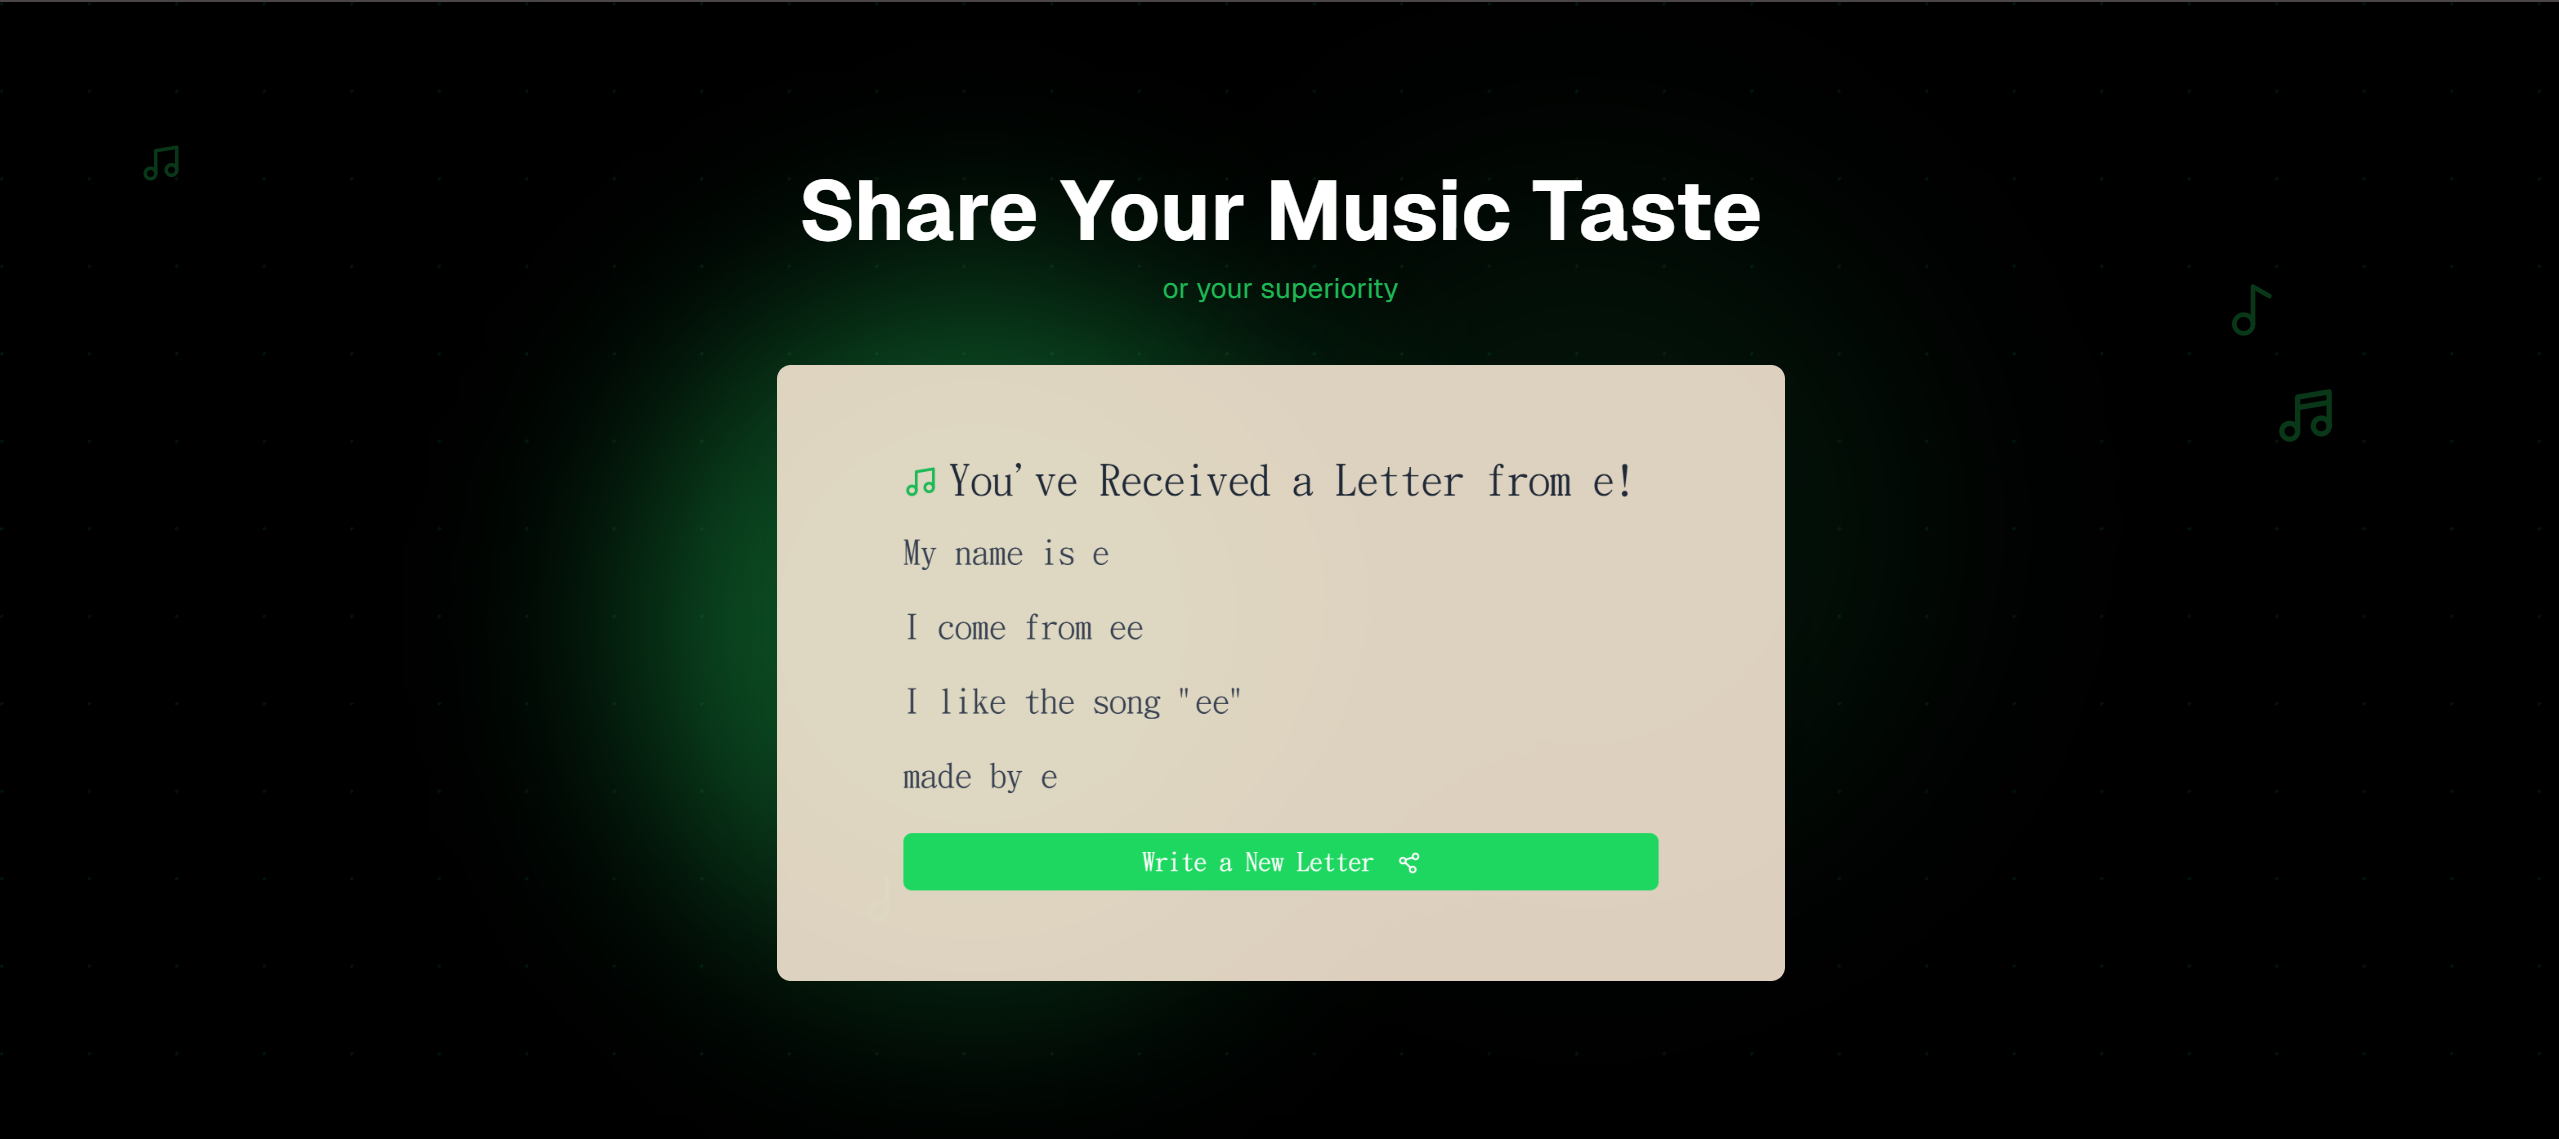 Share Your Music Taste
or your superiority
You've Received a Letter from e!
My name is e
I come from ee
I like the song "ee"
made by e
Write a New Letter